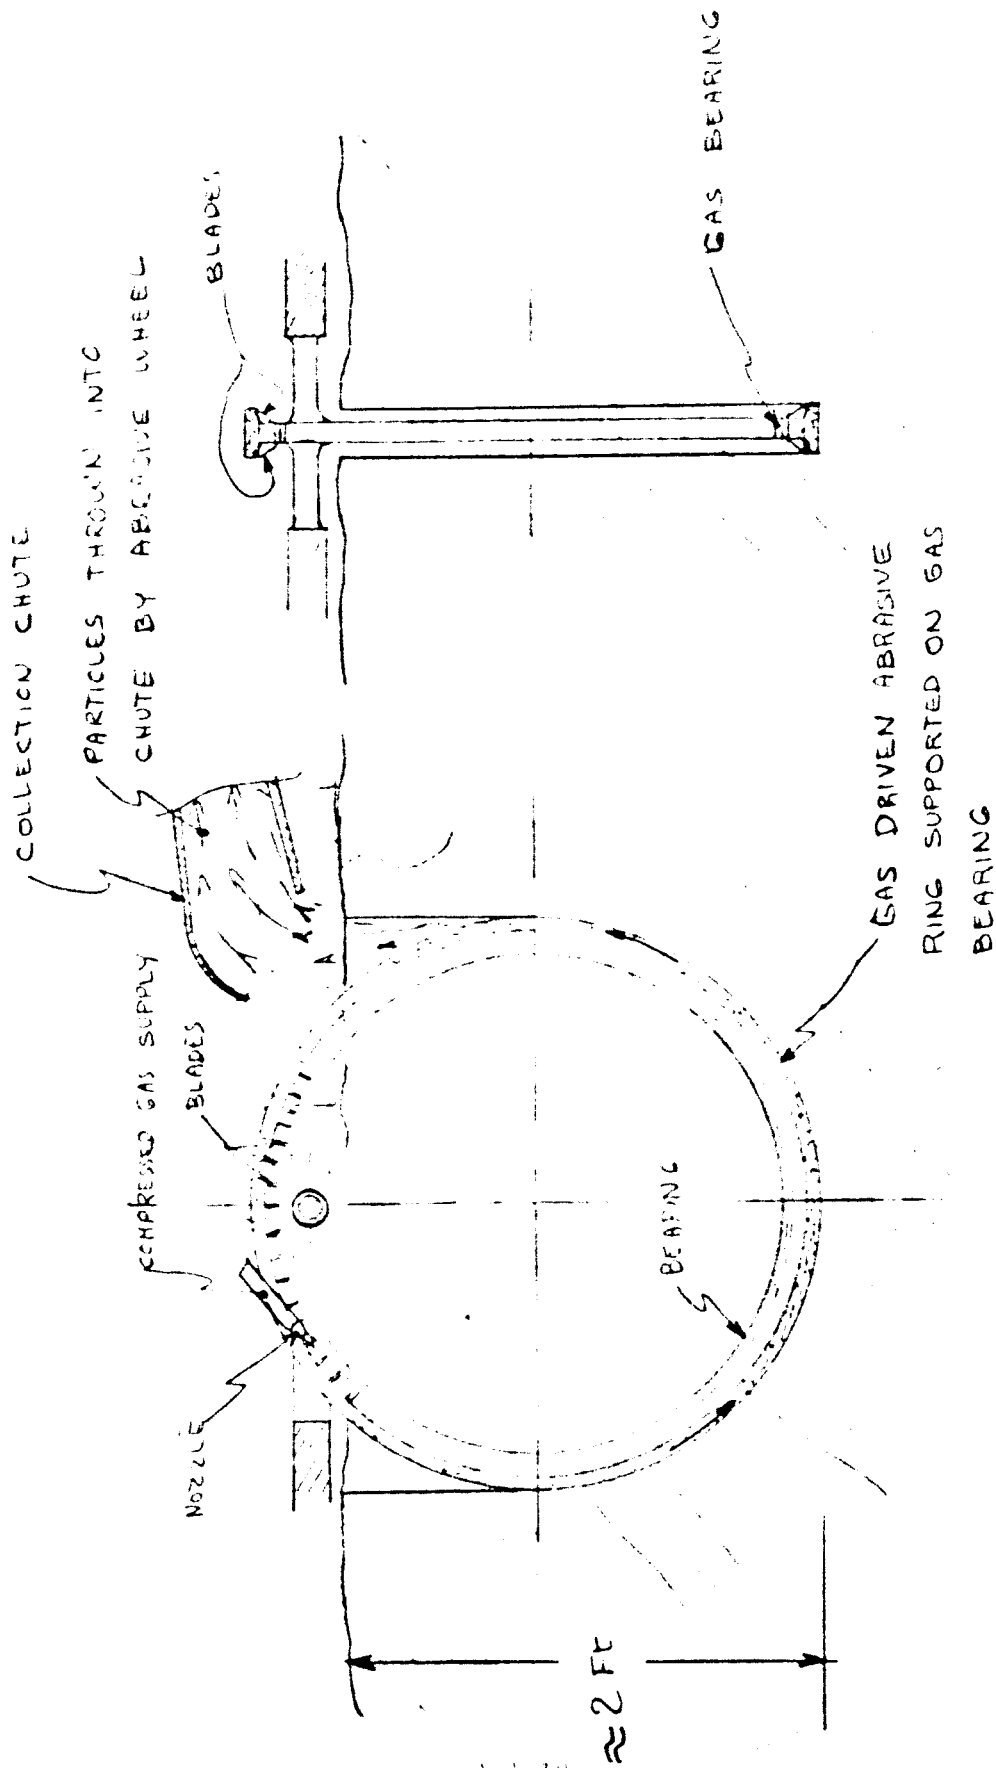 COLLECTION CHUTE
PARTICLES THROWN INTO
CHUTE BY ABRASIVE WHEEL
COMPRESSED GAS SUPPLY
BLADES
NOZZLE
BLADES
BEARING
GAS BEARING
GAS DRIVEN ABRASIVE
RING SUPPORTED ON GAS
BEARING
≈2 Ft